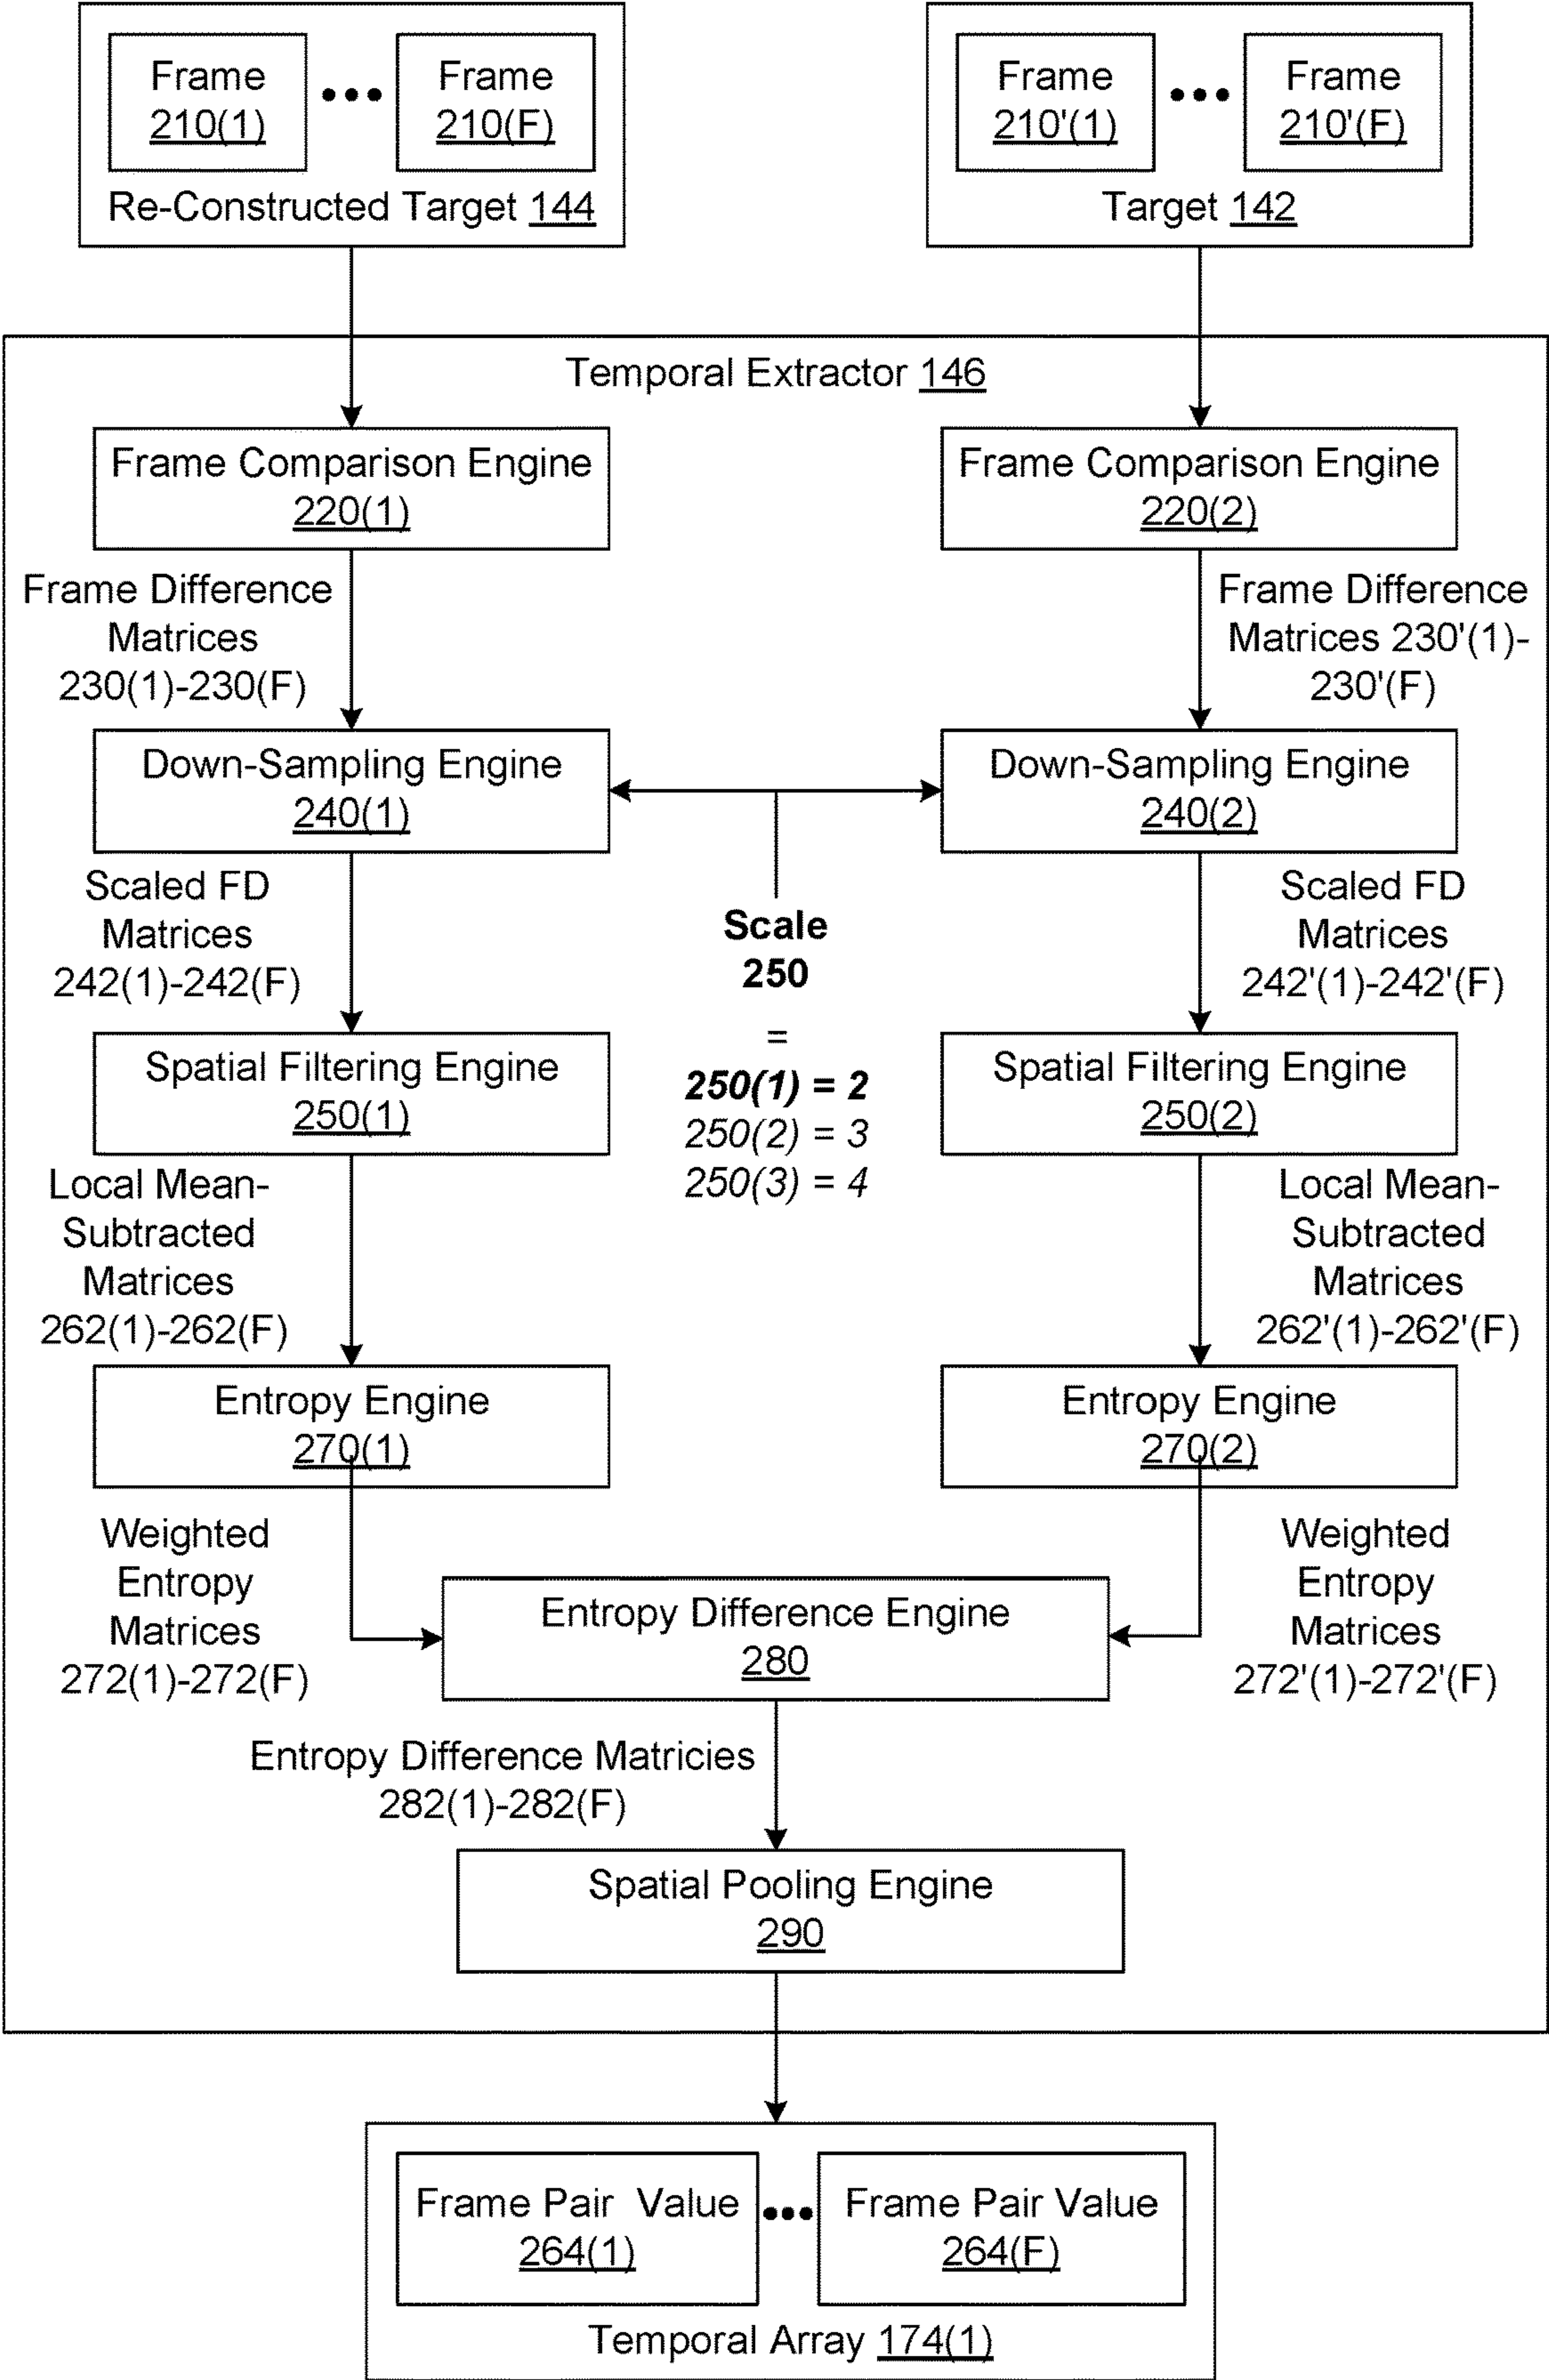 Frame
210(1)
•••
Frame
210(F)
Re-Constructed Target 144
Frame
210'(1)
•••
Frame
210'(F)
Target 142
Temporal Extractor 146
Frame Comparison Engine
220(1)
Frame Comparison Engine
220(2)
Frame Difference
Matrices
230(1)-230(F)
Frame Difference
Matrices 230'(1)-
230'(F)
Down-Sampling Engine
240(1)
Down-Sampling Engine
240(2)
Scaled FD
Matrices
242(1)-242(F)
Scale
250
=
250(1) = 2
250(2) = 3
250(3) = 4
Scaled FD
Matrices
242'(1)-242'(F)
Spatial Filtering Engine
250(1)
Spatial Filtering Engine
250(2)
Local Mean-
Subtracted
Matrices
262(1)-262(F)
Local Mean-
Subtracted
Matrices
262'(1)-262'(F)
Entropy Engine
270(1)
Entropy Engine
270(2)
Weighted
Entropy
Matrices
272(1)-272(F)
Weighted
Entropy
Matrices
272'(1)-272'(F)
Entropy Difference Engine
280
Entropy Difference Matricies
282(1)-282(F)
Spatial Pooling Engine
290
Frame Pair Value
264(1)
•••
Frame Pair Value
264(F)
Temporal Array 174(1)